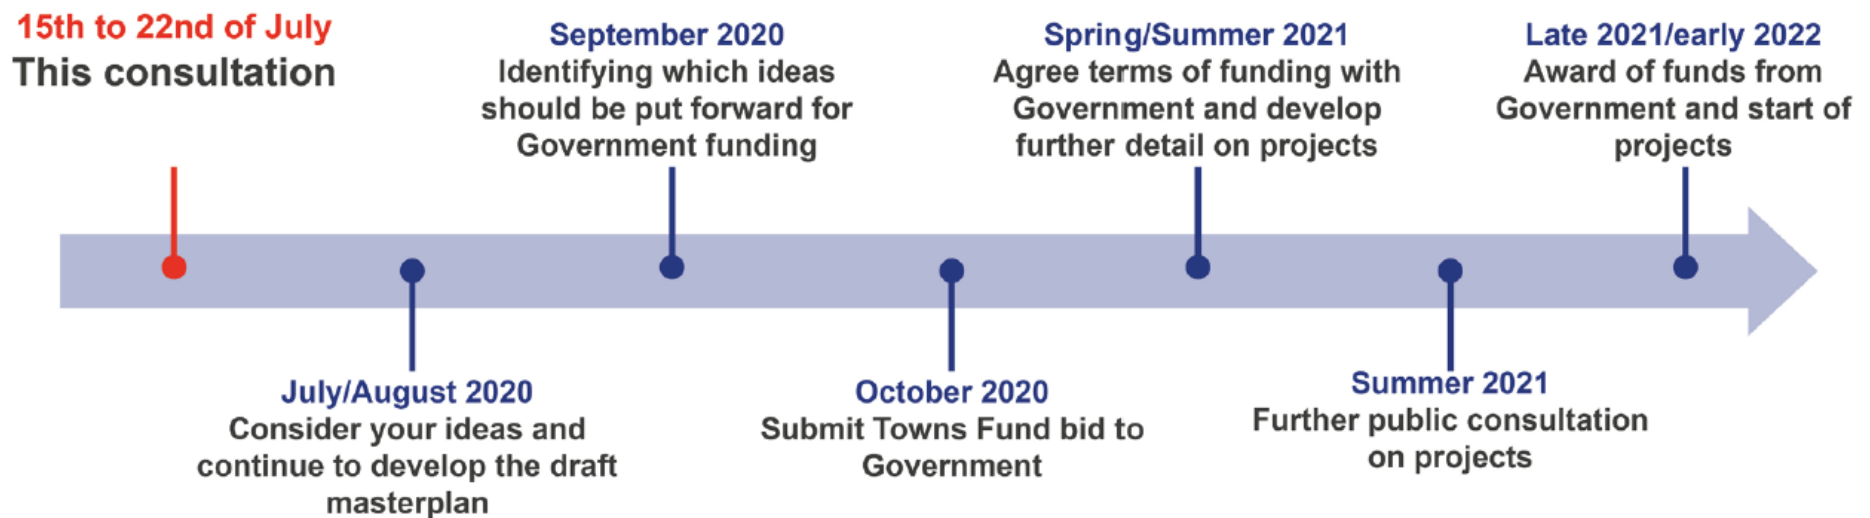 15th to 22nd of July
This consultation
September 2020
Identifying which ideas
should be put forward for
Government funding
Spring/Summer 2021
Agree terms of funding with
Government and develop
further detail on projects
Late 2021/early 2022
Award of funds from
Government and start of
projects
July/August 2020
Consider your ideas and
continue to develop the draft
masterplan
October 2020
Submit Towns Fund bid to
Government
Summer 2021
Further public consultation
on projects